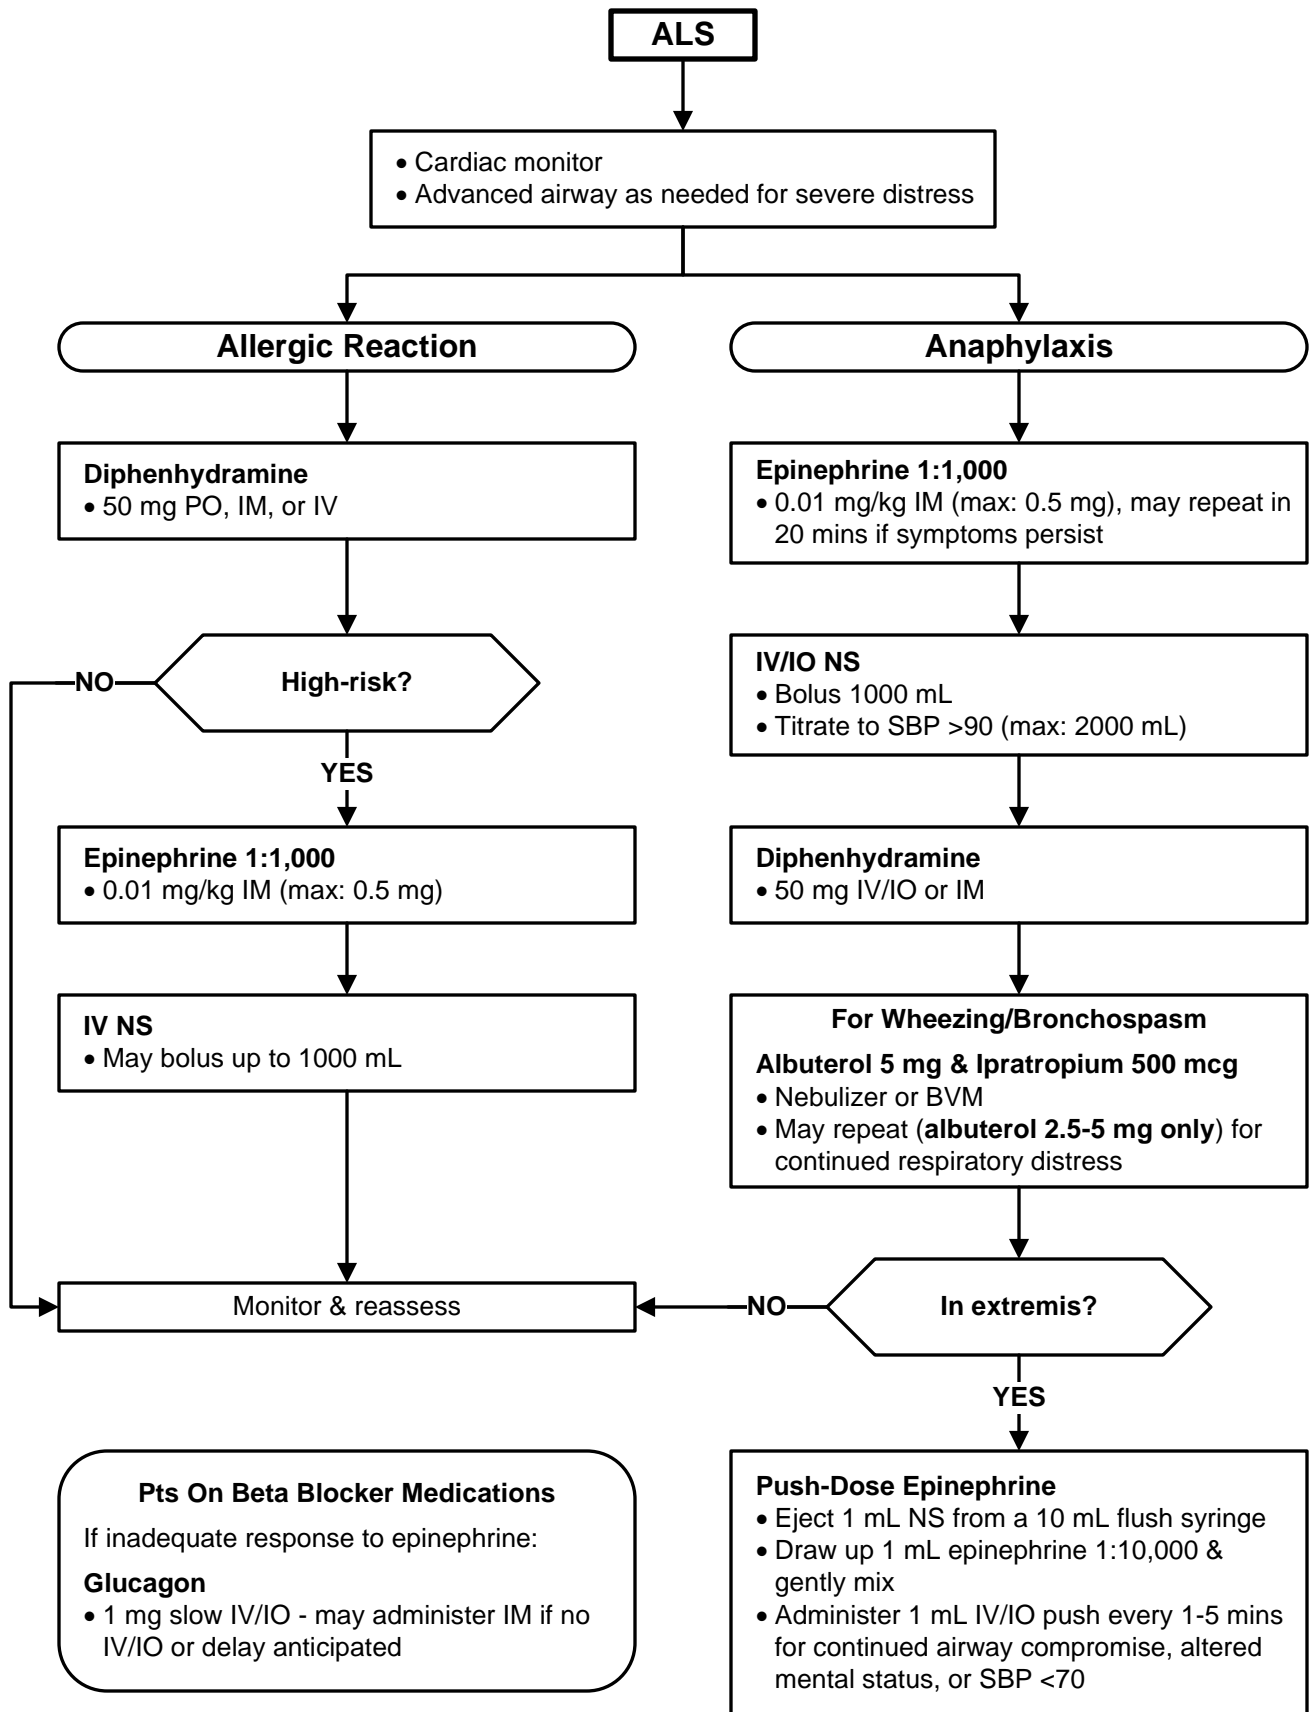 ALS
• Cardiac monitor
• Advanced airway as needed for severe distress
Allergic Reaction
Diphenhydramine
• 50 mg PO, IM, or IV
High-risk?
NO
YES
Epinephrine 1:1,000
• 0.01 mg/kg IM (max: 0.5 mg)
IV NS
• May bolus up to 1000 mL
Monitor & reassess
Anaphylaxis
Epinephrine 1:1,000
• 0.01 mg/kg IM (max: 0.5 mg), may repeat in
20 mins if symptoms persist
IV/IO NS
• Bolus 1000 mL
• Titrate to SBP >90 (max: 2000 mL)
Diphenhydramine
• 50 mg IV/IO or IM
For Wheezing/Bronchospasm
Albuterol 5 mg & Ipratropium 500 mcg
• Nebulizer or BVM
• May repeat (albuterol 2.5-5 mg only) for
continued respiratory distress
In extremis?
NO
YES
Push-Dose Epinephrine
• Eject 1 mL NS from a 10 mL flush syringe
• Draw up 1 mL epinephrine 1:10,000 &
gently mix
• Administer 1 mL IV/IO push every 1-5 mins
for continued airway compromise, altered
mental status, or SBP <70
Pts On Beta Blocker Medications
If inadequate response to epinephrine:
Glucagon
• 1 mg slow IV/IO - may administer IM if no
IV/IO or delay anticipated